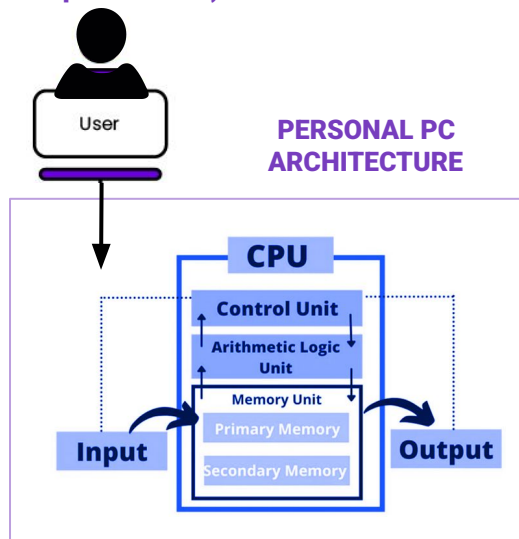 User
PERSONAL PC
ARCHITECTURE
CPU
Control Unit
Arithmetic Logic
Unit
Memory Unit
Primary Memory
Secondary Memory
Input
Output